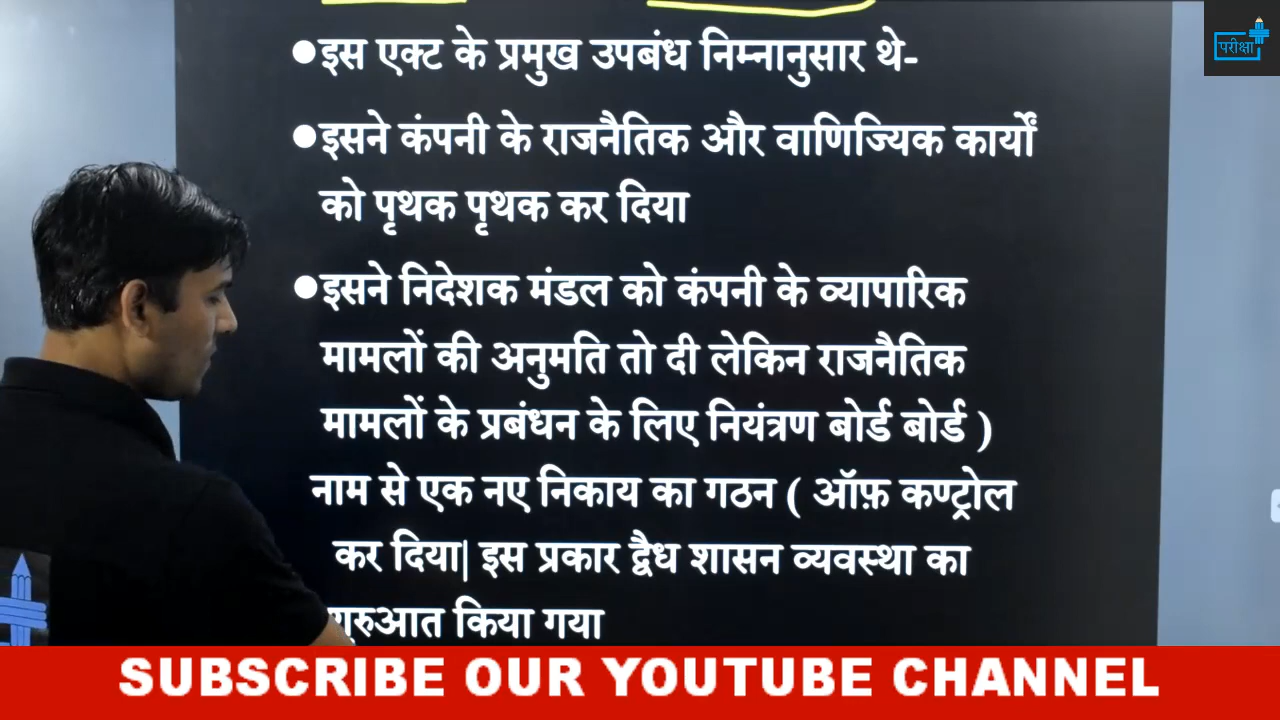 परीक्षा
•इस एक्ट के प्रमुख उपबंध निम्नानुसार थे-
•इसने कंपनी के राजनैतिक और वाणिज्यिक कार्यों
को पृथक पृथक कर दिया
•इसने निदेशक मंडल को कंपनी के व्यापारिक
मामलों की अनुमति तो दी लेकिन राजनैतिक
मामलों के प्रबंधन के लिए नियंत्रण बोर्ड बोर्ड )
नाम से एक नए निकाय का गठन ( ऑफ़ कण्ट्रोल
कर दिया| इस प्रकार द्वैध शासन व्यवस्था का
शुरुआत किया गया
SUBSCRIBE OUR YOUTUBE CHANNEL